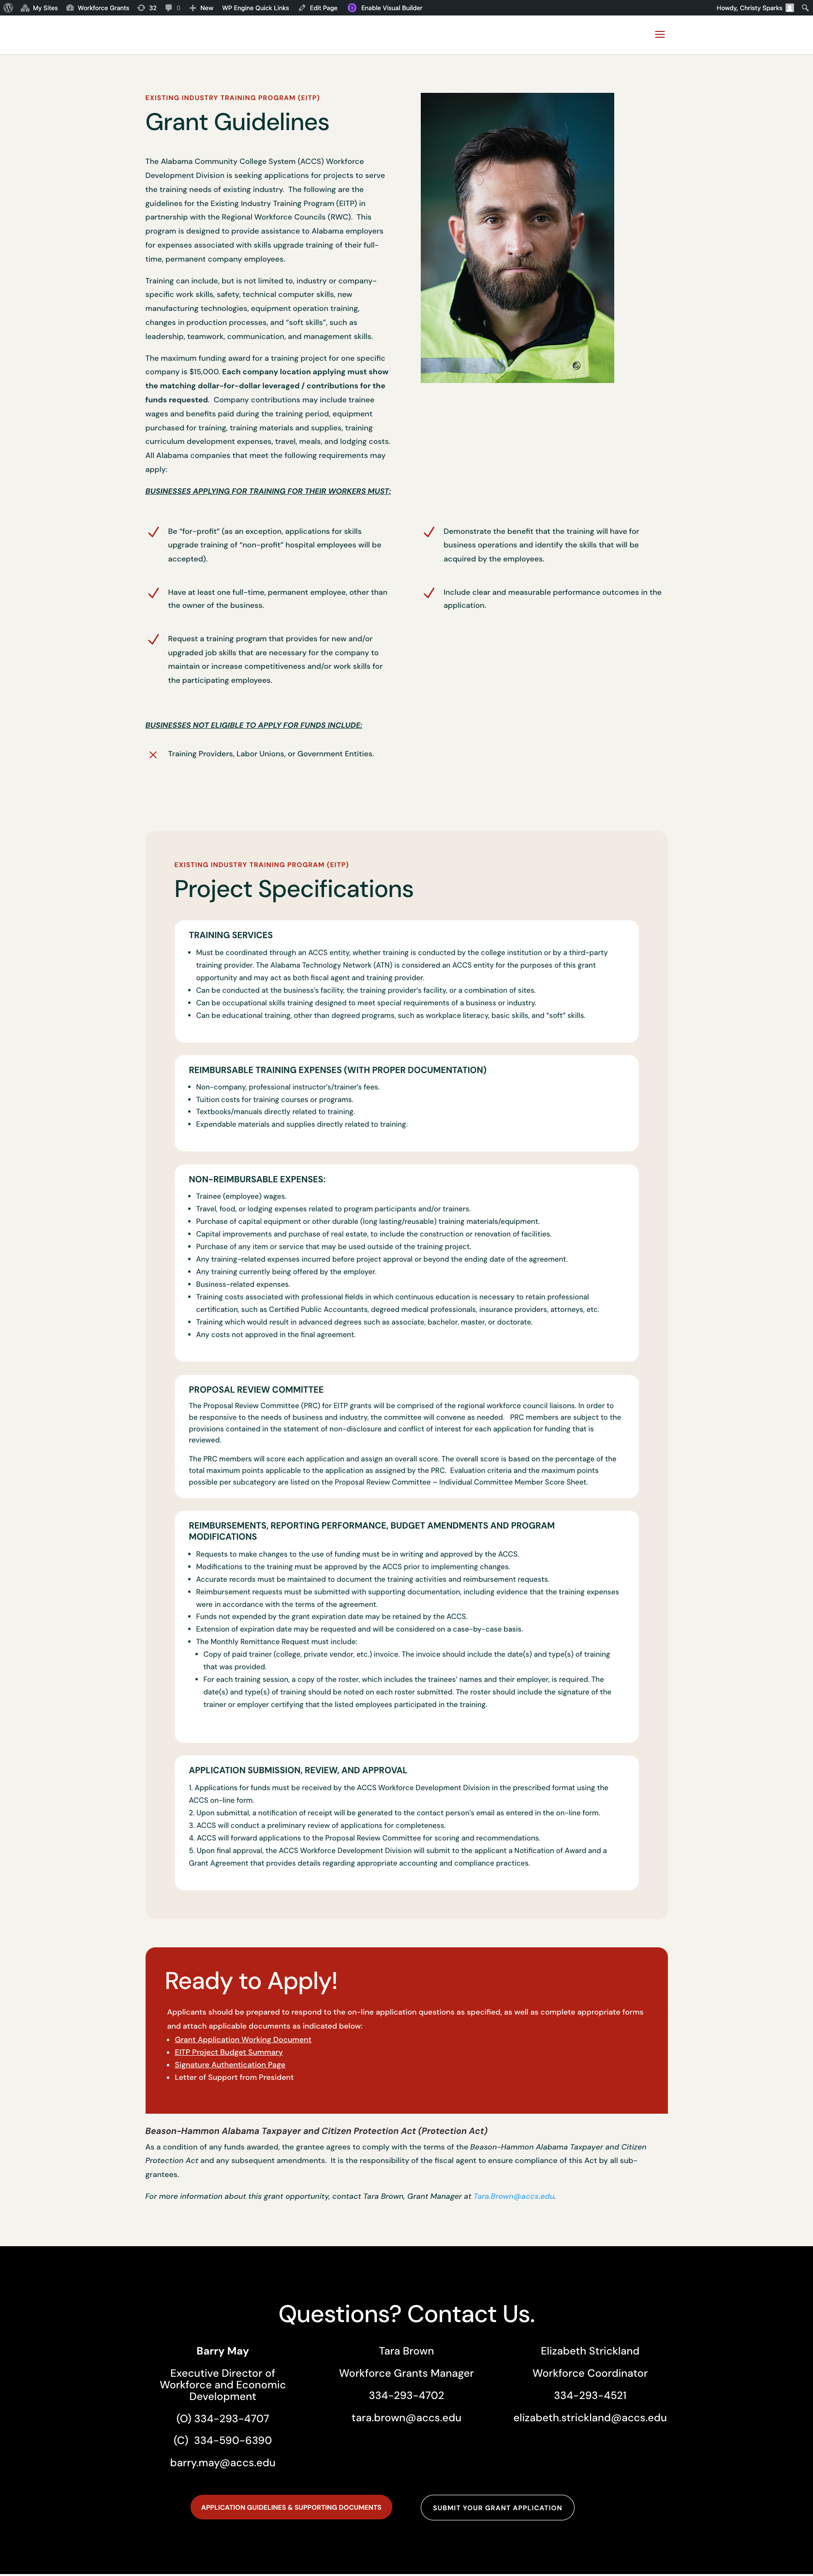 My Sites Workforce Grants 32 0 New WP Engine Quick Links Edit Page D Enable Visual Builder Howdy, Christy Sparks
EXISTING INDUSTRY TRAINING PROGRAM (EITP)
Grant Guidelines
The Alabama Community College System (ACCS) Workforce
Development Division is seeking applications for projects to serve
the training needs of existing industry.  The following are the
guidelines for the Existing Industry Training Program (EITP) in
partnership with the Regional Workforce Councils (RWC).  This
program is designed to provide assistance to Alabama employers
for expenses associated with skills upgrade training of their full-
time, permanent company employees.
Training can include, but is not limited to, industry or company-
specific work skills, safety, technical computer skills, new
manufacturing technologies, equipment operation training,
changes in production processes, and “soft skills”, such as
leadership, teamwork, communication, and management skills.
The maximum funding award for a training project for one specific
company is $15,000. Each company location applying must show
the matching dollar-for-dollar leveraged / contributions for the
funds requested.  Company contributions may include trainee
wages and benefits paid during the training period, equipment
purchased for training, training materials and supplies, training
curriculum development expenses, travel, meals, and lodging costs.
All Alabama companies that meet the following requirements may
apply:
BUSINESSES APPLYING FOR TRAINING FOR THEIR WORKERS MUST:
Be “for-profit” (as an exception, applications for skills
upgrade training of “non-profit” hospital employees will be
accepted).
Demonstrate the benefit that the training will have for
business operations and identify the skills that will be
acquired by the employees.
Have at least one full-time, permanent employee, other than
the owner of the business.
Include clear and measurable performance outcomes in the
application.
Request a training program that provides for new and/or
upgraded job skills that are necessary for the company to
maintain or increase competitiveness and/or work skills for
the participating employees.
BUSINESSES NOT ELIGIBLE TO APPLY FOR FUNDS INCLUDE:
Training Providers, Labor Unions, or Government Entities.
EXISTING INDUSTRY TRAINING PROGRAM (EITP)
Project Specifications
TRAINING SERVICES
• Must be coordinated through an ACCS entity, whether training is conducted by the college institution or by a third-party
training provider. The Alabama Technology Network (ATN) is considered an ACCS entity for the purposes of this grant
opportunity and may act as both fiscal agent and training provider.
• Can be conducted at the business’s facility, the training provider’s facility, or a combination of sites.
• Can be occupational skills training designed to meet special requirements of a business or industry.
• Can be educational training, other than degreed programs, such as workplace literacy, basic skills, and “soft” skills.
REIMBURSABLE TRAINING EXPENSES (WITH PROPER DOCUMENTATION)
• Non-company, professional instructor’s/trainer’s fees.
• Tuition costs for training courses or programs.
• Textbooks/manuals directly related to training.
• Expendable materials and supplies directly related to training.
NON-REIMBURSABLE EXPENSES:
• Trainee (employee) wages.
• Travel, food, or lodging expenses related to program participants and/or trainers.
• Purchase of capital equipment or other durable (long lasting/reusable) training materials/equipment.
• Capital improvements and purchase of real estate, to include the construction or renovation of facilities.
• Purchase of any item or service that may be used outside of the training project.
• Any training-related expenses incurred before project approval or beyond the ending date of the agreement.
• Any training currently being offered by the employer.
• Business-related expenses.
• Training costs associated with professional fields in which continuous education is necessary to retain professional
certification, such as Certified Public Accountants, degreed medical professionals, insurance providers, attorneys, etc.
• Training which would result in advanced degrees such as associate, bachelor, master, or doctorate.
• Any costs not approved in the final agreement.
PROPOSAL REVIEW COMMITTEE
The Proposal Review Committee (PRC) for EITP grants will be comprised of the regional workforce council liaisons. In order to
be responsive to the needs of business and industry, the committee will convene as needed.   PRC members are subject to the
provisions contained in the statement of non-disclosure and conflict of interest for each application for funding that is
reviewed.
The PRC members will score each application and assign an overall score. The overall score is based on the percentage of the
total maximum points applicable to the application as assigned by the PRC.  Evaluation criteria and the maximum points
possible per subcategory are listed on the Proposal Review Committee – Individual Committee Member Score Sheet.
REIMBURSEMENTS, REPORTING PERFORMANCE, BUDGET AMENDMENTS AND PROGRAM
MODIFICATIONS
• Requests to make changes to the use of funding must be in writing and approved by the ACCS.
• Modifications to the training must be approved by the ACCS prior to implementing changes.
• Accurate records must be maintained to document the training activities and reimbursement requests.
• Reimbursement requests must be submitted with supporting documentation, including evidence that the training expenses
were in accordance with the terms of the agreement.
• Funds not expended by the grant expiration date may be retained by the ACCS.
• Extension of expiration date may be requested and will be considered on a case-by-case basis.
• The Monthly Remittance Request must include:
• Copy of paid trainer (college, private vendor, etc.) invoice. The invoice should include the date(s) and type(s) of training
that was provided.
• For each training session, a copy of the roster, which includes the trainees’ names and their employer, is required. The
date(s) and type(s) of training should be noted on each roster submitted. The roster should include the signature of the
trainer or employer certifying that the listed employees participated in the training.
APPLICATION SUBMISSION, REVIEW, AND APPROVAL
1. Applications for funds must be received by the ACCS Workforce Development Division in the prescribed format using the
ACCS on-line form.
2. Upon submittal, a notification of receipt will be generated to the contact person’s email as entered in the on-line form.
3. ACCS will conduct a preliminary review of applications for completeness.
4. ACCS will forward applications to the Proposal Review Committee for scoring and recommendations.
5. Upon final approval, the ACCS Workforce Development Division will submit to the applicant a Notification of Award and a
Grant Agreement that provides details regarding appropriate accounting and compliance practices.
Ready to Apply!
Applicants should be prepared to respond to the on-line application questions as specified, as well as complete appropriate forms
and attach applicable documents as indicated below:
• Grant Application Working Document
• EITP Project Budget Summary
• Signature Authentication Page
• Letter of Support from President
Beason-Hammon Alabama Taxpayer and Citizen Protection Act (Protection Act)
As a condition of any funds awarded, the grantee agrees to comply with the terms of the Beason-Hammon Alabama Taxpayer and Citizen
Protection Act and any subsequent amendments.  It is the responsibility of the fiscal agent to ensure compliance of this Act by all sub-
grantees.
For more information about this grant opportunity, contact Tara Brown, Grant Manager at Tara.Brown@accs.edu.
Questions? Contact Us.
Barry May
Executive Director of
Workforce and Economic
Development
(O) 334-293-4707
(C)  334-590-6390
barry.may@accs.edu
Tara Brown
Workforce Grants Manager
334-293-4702
tara.brown@accs.edu
Elizabeth Strickland
Workforce Coordinator
334-293-4521
elizabeth.strickland@accs.edu
APPLICATION GUIDELINES & SUPPORTING DOCUMENTS
SUBMIT YOUR GRANT APPLICATION